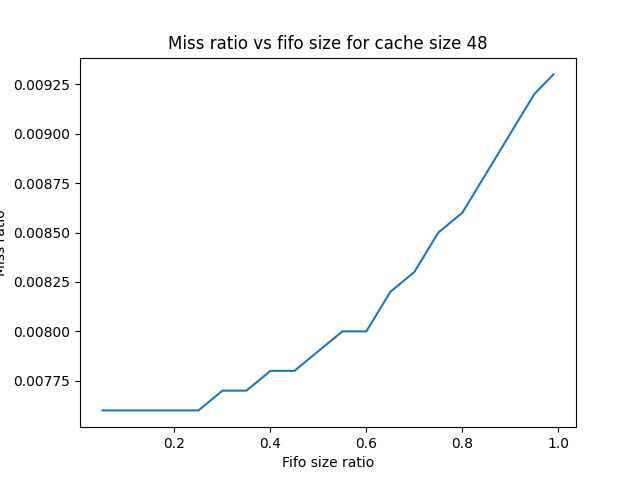 Miss ratio vs fifo size for cache size 48
0.00925
0.00900
0.00875
0.00850
0.00825
0.00800
0.00775
Miss ratio
0.2 0.4 0.6 0.8 1.0
Fifo size ratio